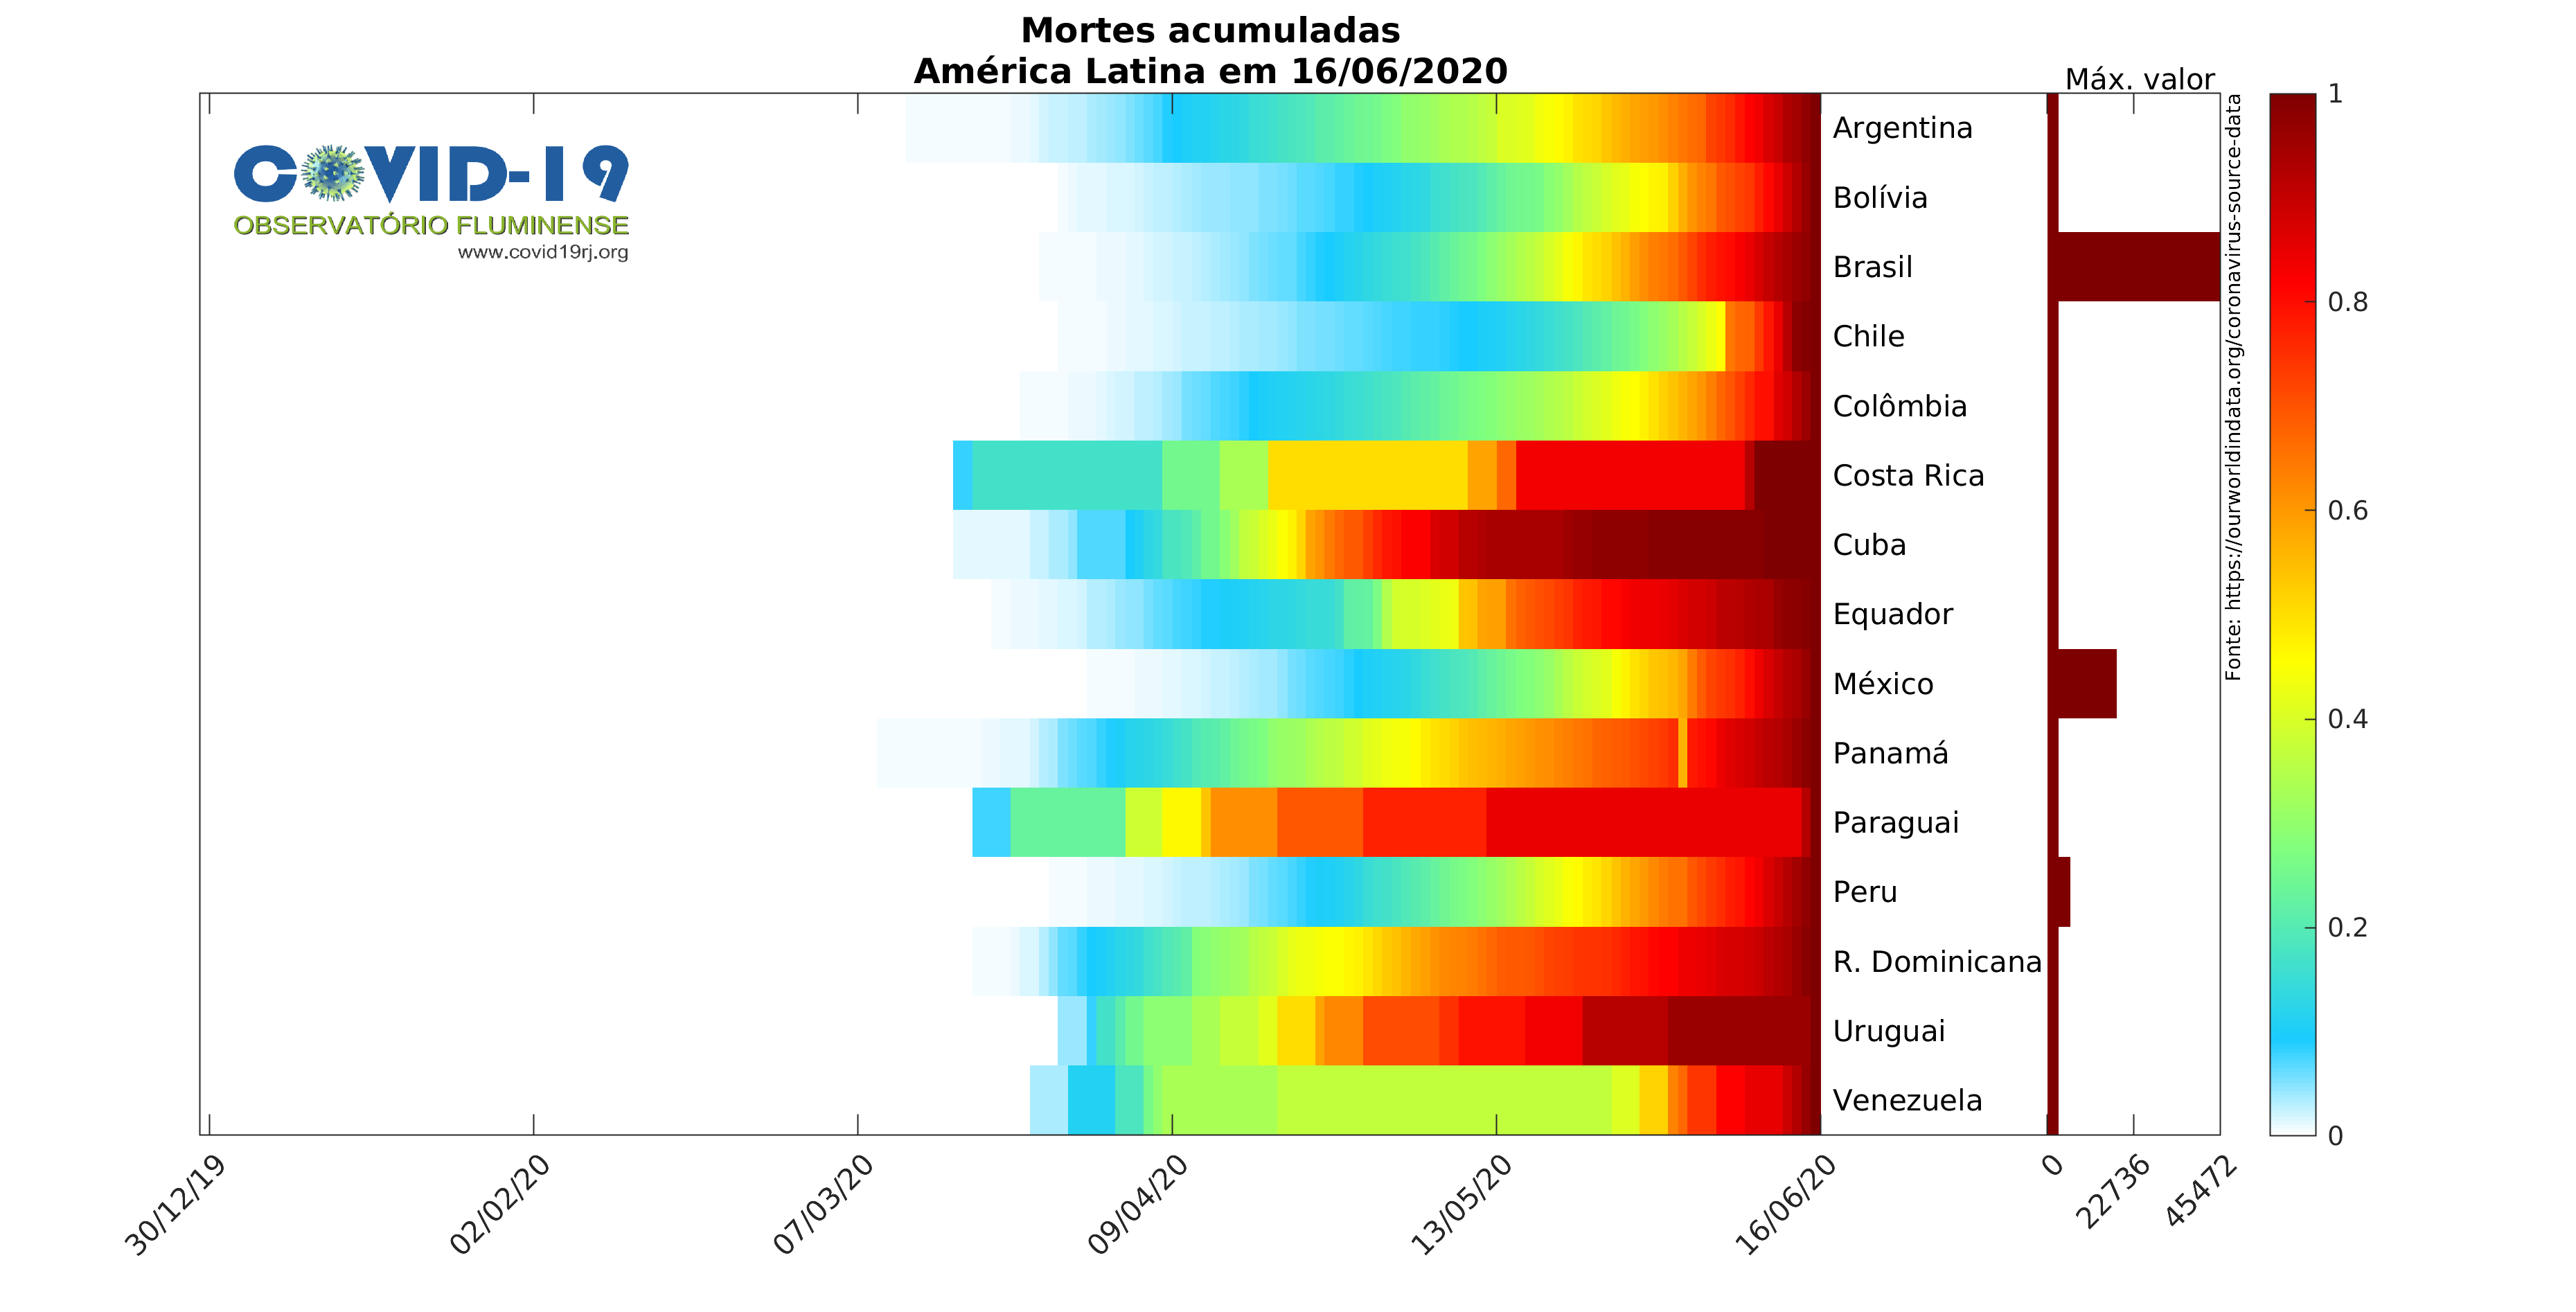 Mortes acumuladas
América Latina em 16/06/2020
Máx. valor
COVID-19
OBSERVATÓRIO FLUMINENSE
www.covid19rj.org
Argentina
Bolívia
Brasil
Chile
Colômbia
Costa Rica
Cuba
Equador
México
Panamá
Paraguai
Peru
R. Dominicana
Uruguai
Venezuela
Fonte: https://ourworldindata.org/coronavirus-source-data
1
0.8
0.6
0.4
0.2
0
30/12/19
02/02/20
07/03/20
09/04/20
13/05/20
16/06/20
0
22736
45472